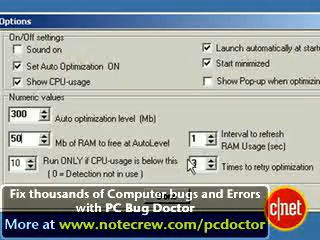 Options
On/Off settings
Sound on
Launch automatically at startu
Set Auto Optimization ON
Start minimized
Show CPU-usage
Show Pop-up when optimizin
Numeric values
300
Auto optimization level (Mb)
50
Mb of RAM to free at AutoLevel
1
Interval to refresh
RAM Usage (sec)
10
Run ONLY if CPU-usage is below this
( 0 = Detection not in use )
3
Times to retry optimization
Fix thousands of Computer bugs and Errors
with PC Bug Doctor
More at www.notecrew.com/pcdoctor
c|net